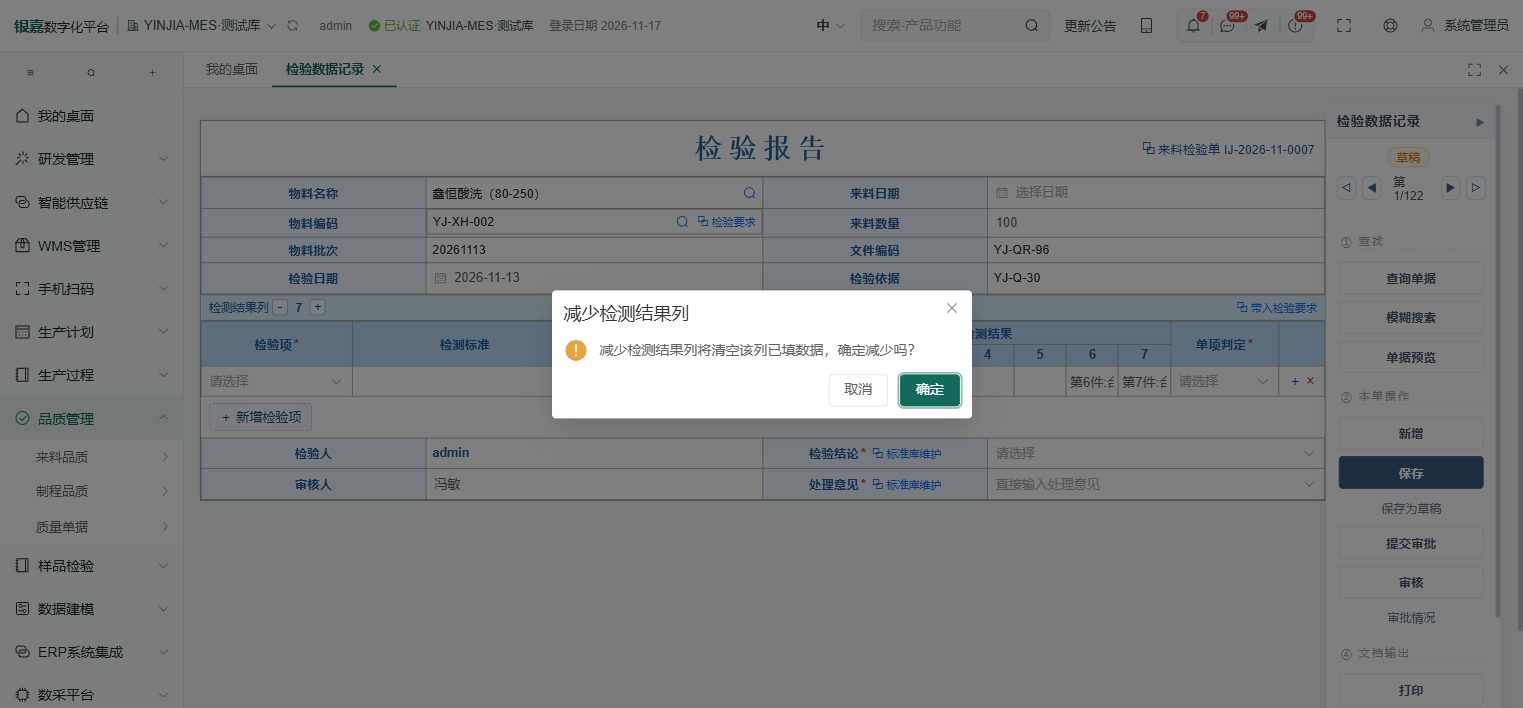 银嘉数字化平台 YINJIA-MES·测试库 admin 已认证 YINJIA-MES·测试库 登录日期 2026-11-17 中 搜索-产品功能 更新公告 7 99+ 99+ 系统管理员
我的桌面 检验数据记录
我的桌面
研发管理
智能供应链
WMS管理
手机扫码
生产计划
生产过程
品质管理
来料品质
制程品质
质量单据
样品检验
数据建模
ERP系统集成
数采平台
检验报告
来料检验单 IJ-2026-11-0007
物料名称 鑫恒酸洗（80-250） 来料日期 选择日期
物料编码 YJ-XH-002 检验要求 来料数量 100
物料批次 20261113 文件编码 YJ-QR-96
检验日期 2026-11-13 检验依据 YJ-Q-30
检测结果列 - 7 + 带入检验要求
检验项* 检测标准 测结果 单项判定*
4 5 6 7
请选择 第6件:合 第7件:合 请选择 + ×
+ 新增检验项
检验人 admin 检验结论* 标准库维护 请选择
审核人 冯敏 处理意见* 标准库维护 直接输入处理意见
减少检测结果列
减少检测结果列将清空该列已填数据，确定减少吗？
取消 确定
检验数据记录
草稿
第
1/122
① 查找
查询单据
模糊搜索
单据预览
② 本单操作
新增
保存
保存为草稿
提交审批
审核
审批情况
④ 文档输出
打印